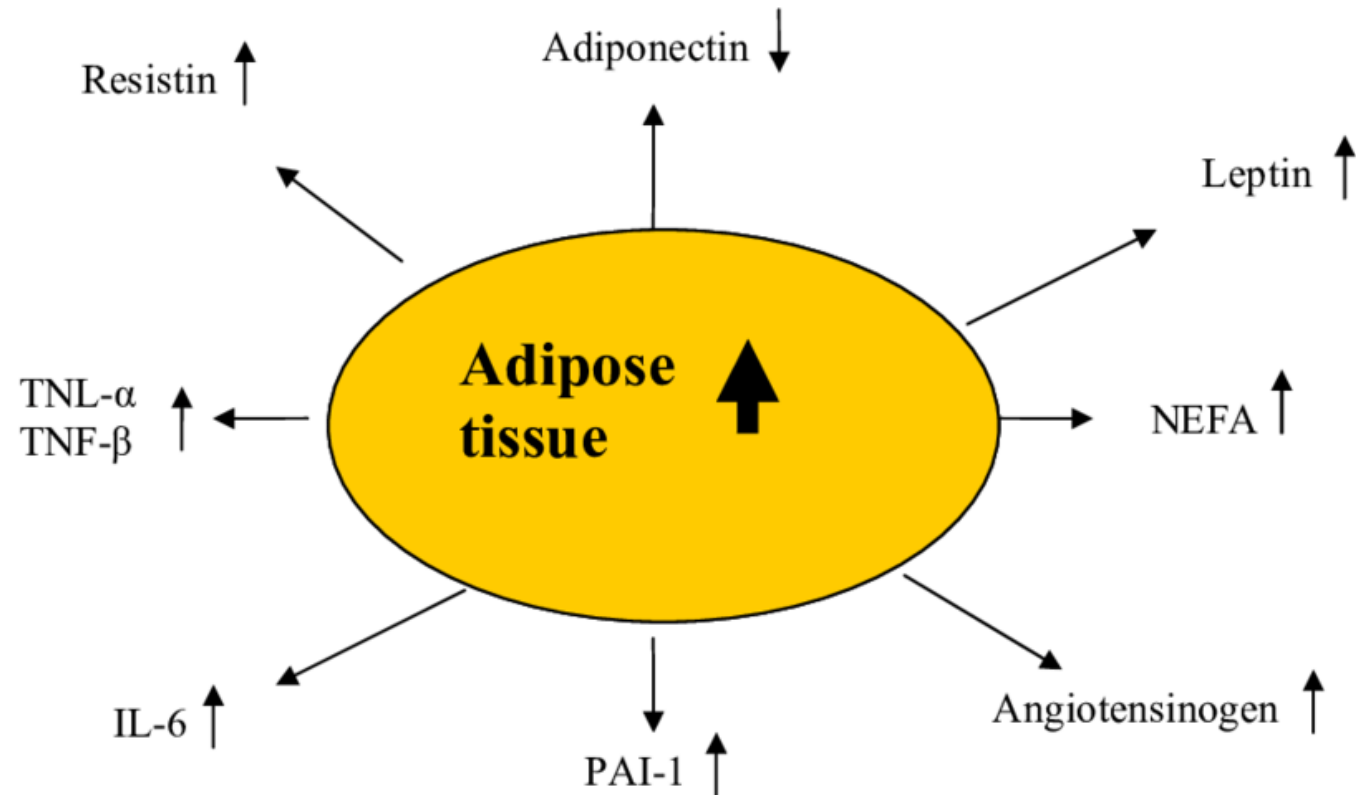 Adiponectin
Resistin
Leptin
Adipose
tissue
TNL-α
TNF-β
NEFA
IL-6
Angiotensinogen
PAI-1